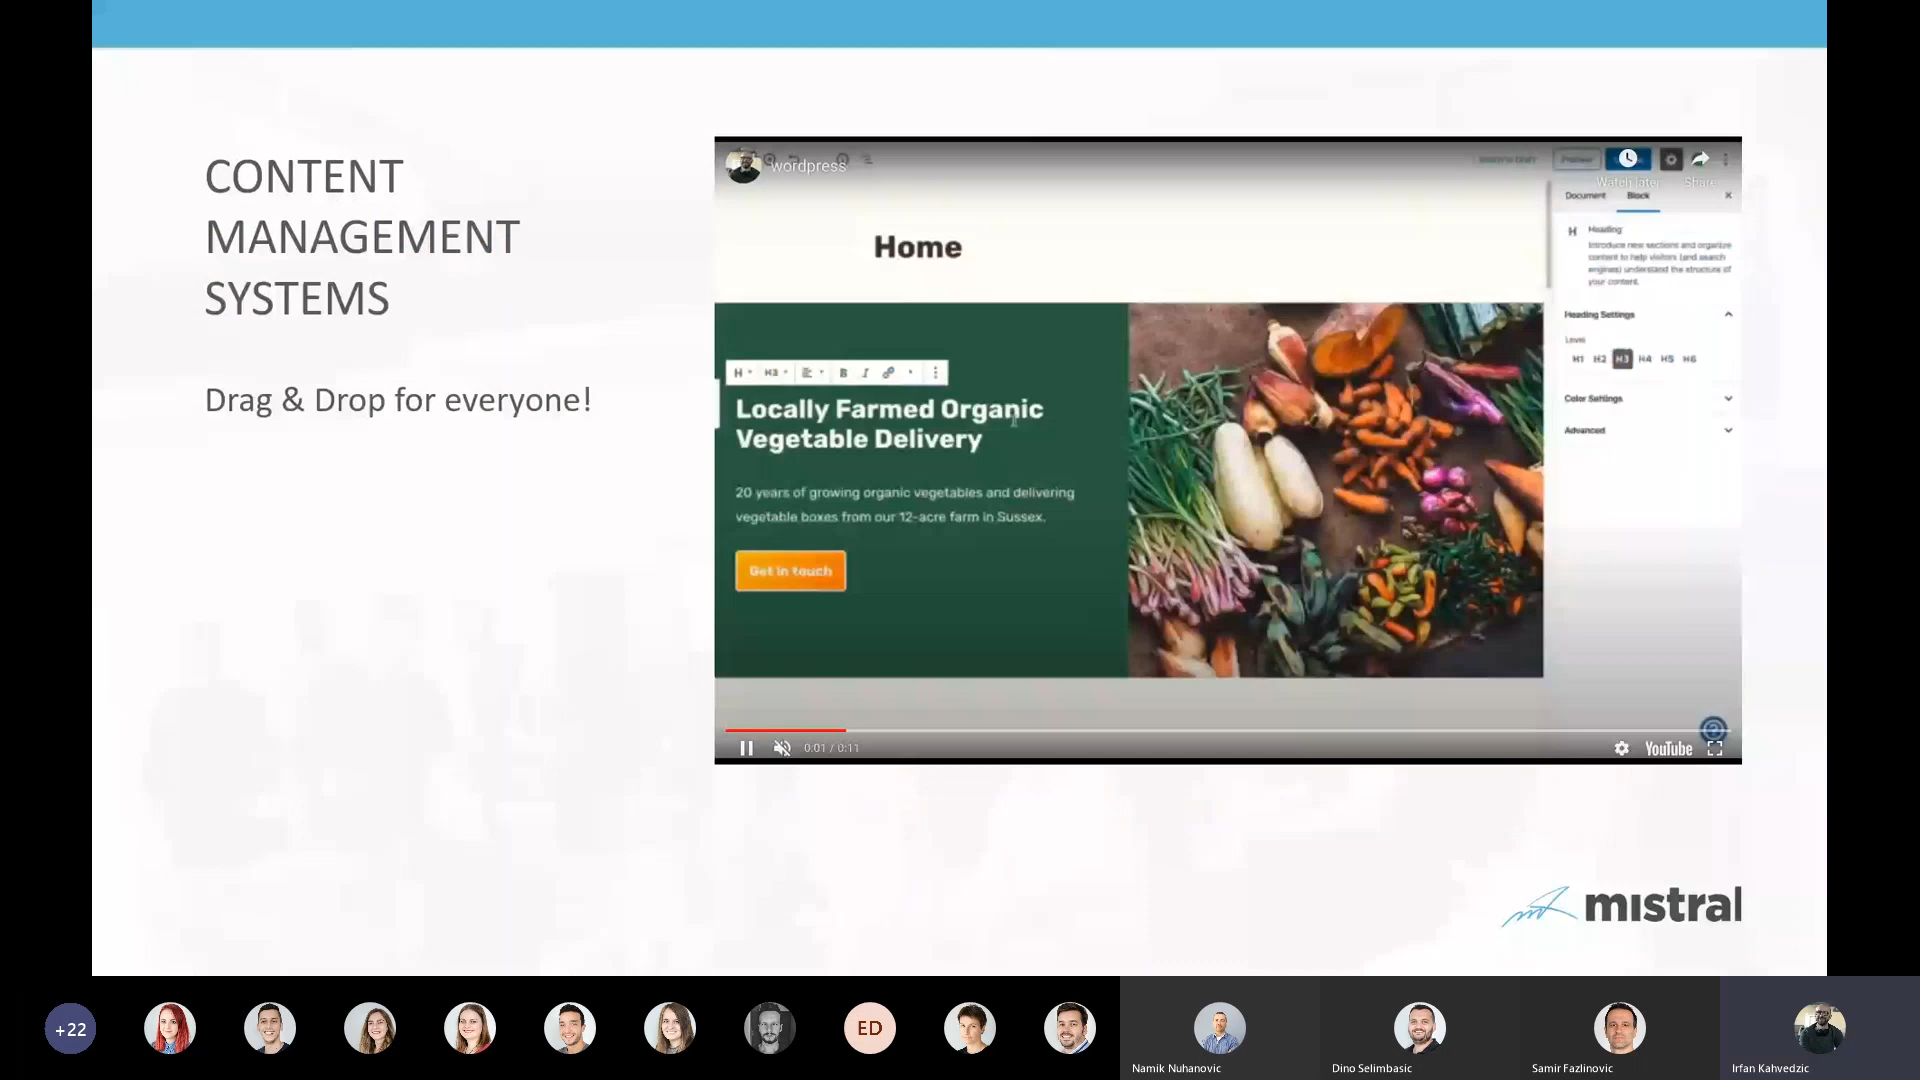 CONTENT
MANAGEMENT
SYSTEMS
Drag & Drop for everyone!
wordpress
Watch later
Share
Document Block
Home
H Heading
Introduce new sections and organize
content to help visitors (and search
engines) understand the structure of
your content.
Heading Settings
Level
H1 H2 H3 H4 H5 H6
Color Settings
Advanced
H H3 B I
Locally Farmed Organic
Vegetable Delivery
20 years of growing organic vegetables and delivering
vegetable boxes from our 12-acre farm in Sussex.
Get in touch
0:01 / 0:11
YouTube
mistral
+22
ED
Namik Nuhanovic
Dino Selimbasic
Samir Fazlinovic
Irfan Kahvedzic